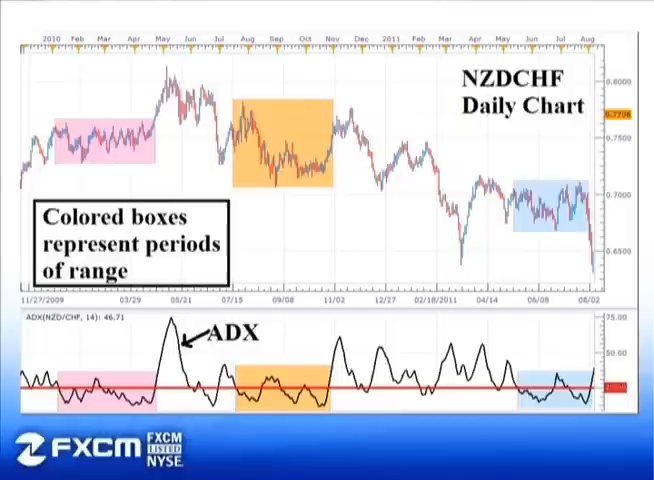 2010 Feb Mar Apr May Jun Jul Aug Sep Oct Nov Dec 2011 Feb Mar Apr May Jun Jul Aug
NZDCHF
Daily Chart
0.8009
0.7500
0.7000
0.6500
Colored boxes
represent periods
of range
11/27/2009 03/29 05/21 07/15 09/08 11/02 12/27 02/18/2011 04/14 06/08 08/02
ADX(NZD/CHF, 14): 46.71
75.00
ADX
50.00
FXCM
FXCM
LISTED
NYSE